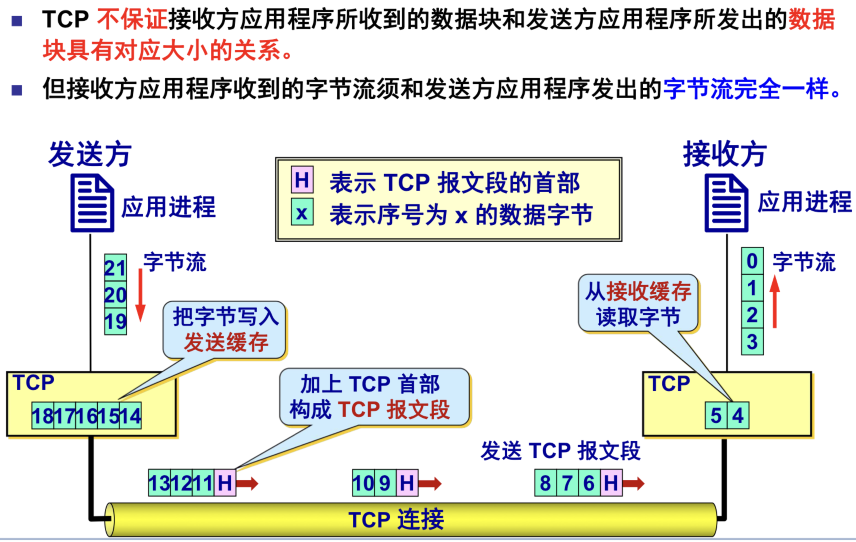 TCP 不保证接收方应用程序所收到的数据块和发送方应用程序所发出的数据
块具有对应大小的关系。
但接收方应用程序收到的字节流须和发送方应用程序发出的字节流完全一样。
发送方
接收方
H 表示 TCP 报文段的首部
x 表示序号为 x 的数据字节
应用进程
应用进程
21
20
19
字节流
0
1
2
3
字节流
把字节写入
发送缓存
从接收缓存
读取字节
TCP
18 17 16 15 14
TCP
5 4
加上 TCP 首部
构成 TCP 报文段
发送 TCP 报文段
13 12 11 H
10 9 H
8 7 6 H
TCP 连接